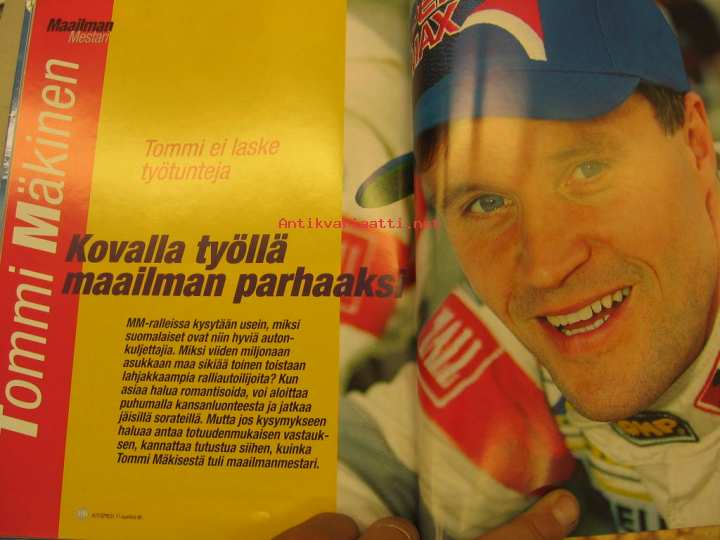 Maailman
Mestari
Tommi Mäkinen
Tommi ei laske
työtunteja
Antikvariaatti.net
Kovalla työllä
maailman parhaaksi
MM-ralleissa kysytään usein, miksi
suomalaiset ovat niin hyviä auton-
kuljettajia. Miksi viiden miljoonan
asukkaan maa sikiää toinen toistaan
lahjakkaampia ralliautoilijoita? Kun
asiaa halua romantisoida, voi aloittaa
puhumalla kansanluonteesta ja jatkaa
jäisillä sorateillä. Mutta jos kysymykseen
haluaa antaa totuudenmukaisen vastauk-
sen, kannattaa tutustua siihen, kuinka
Tommi Mäkisestä tuli maailmanmestari.